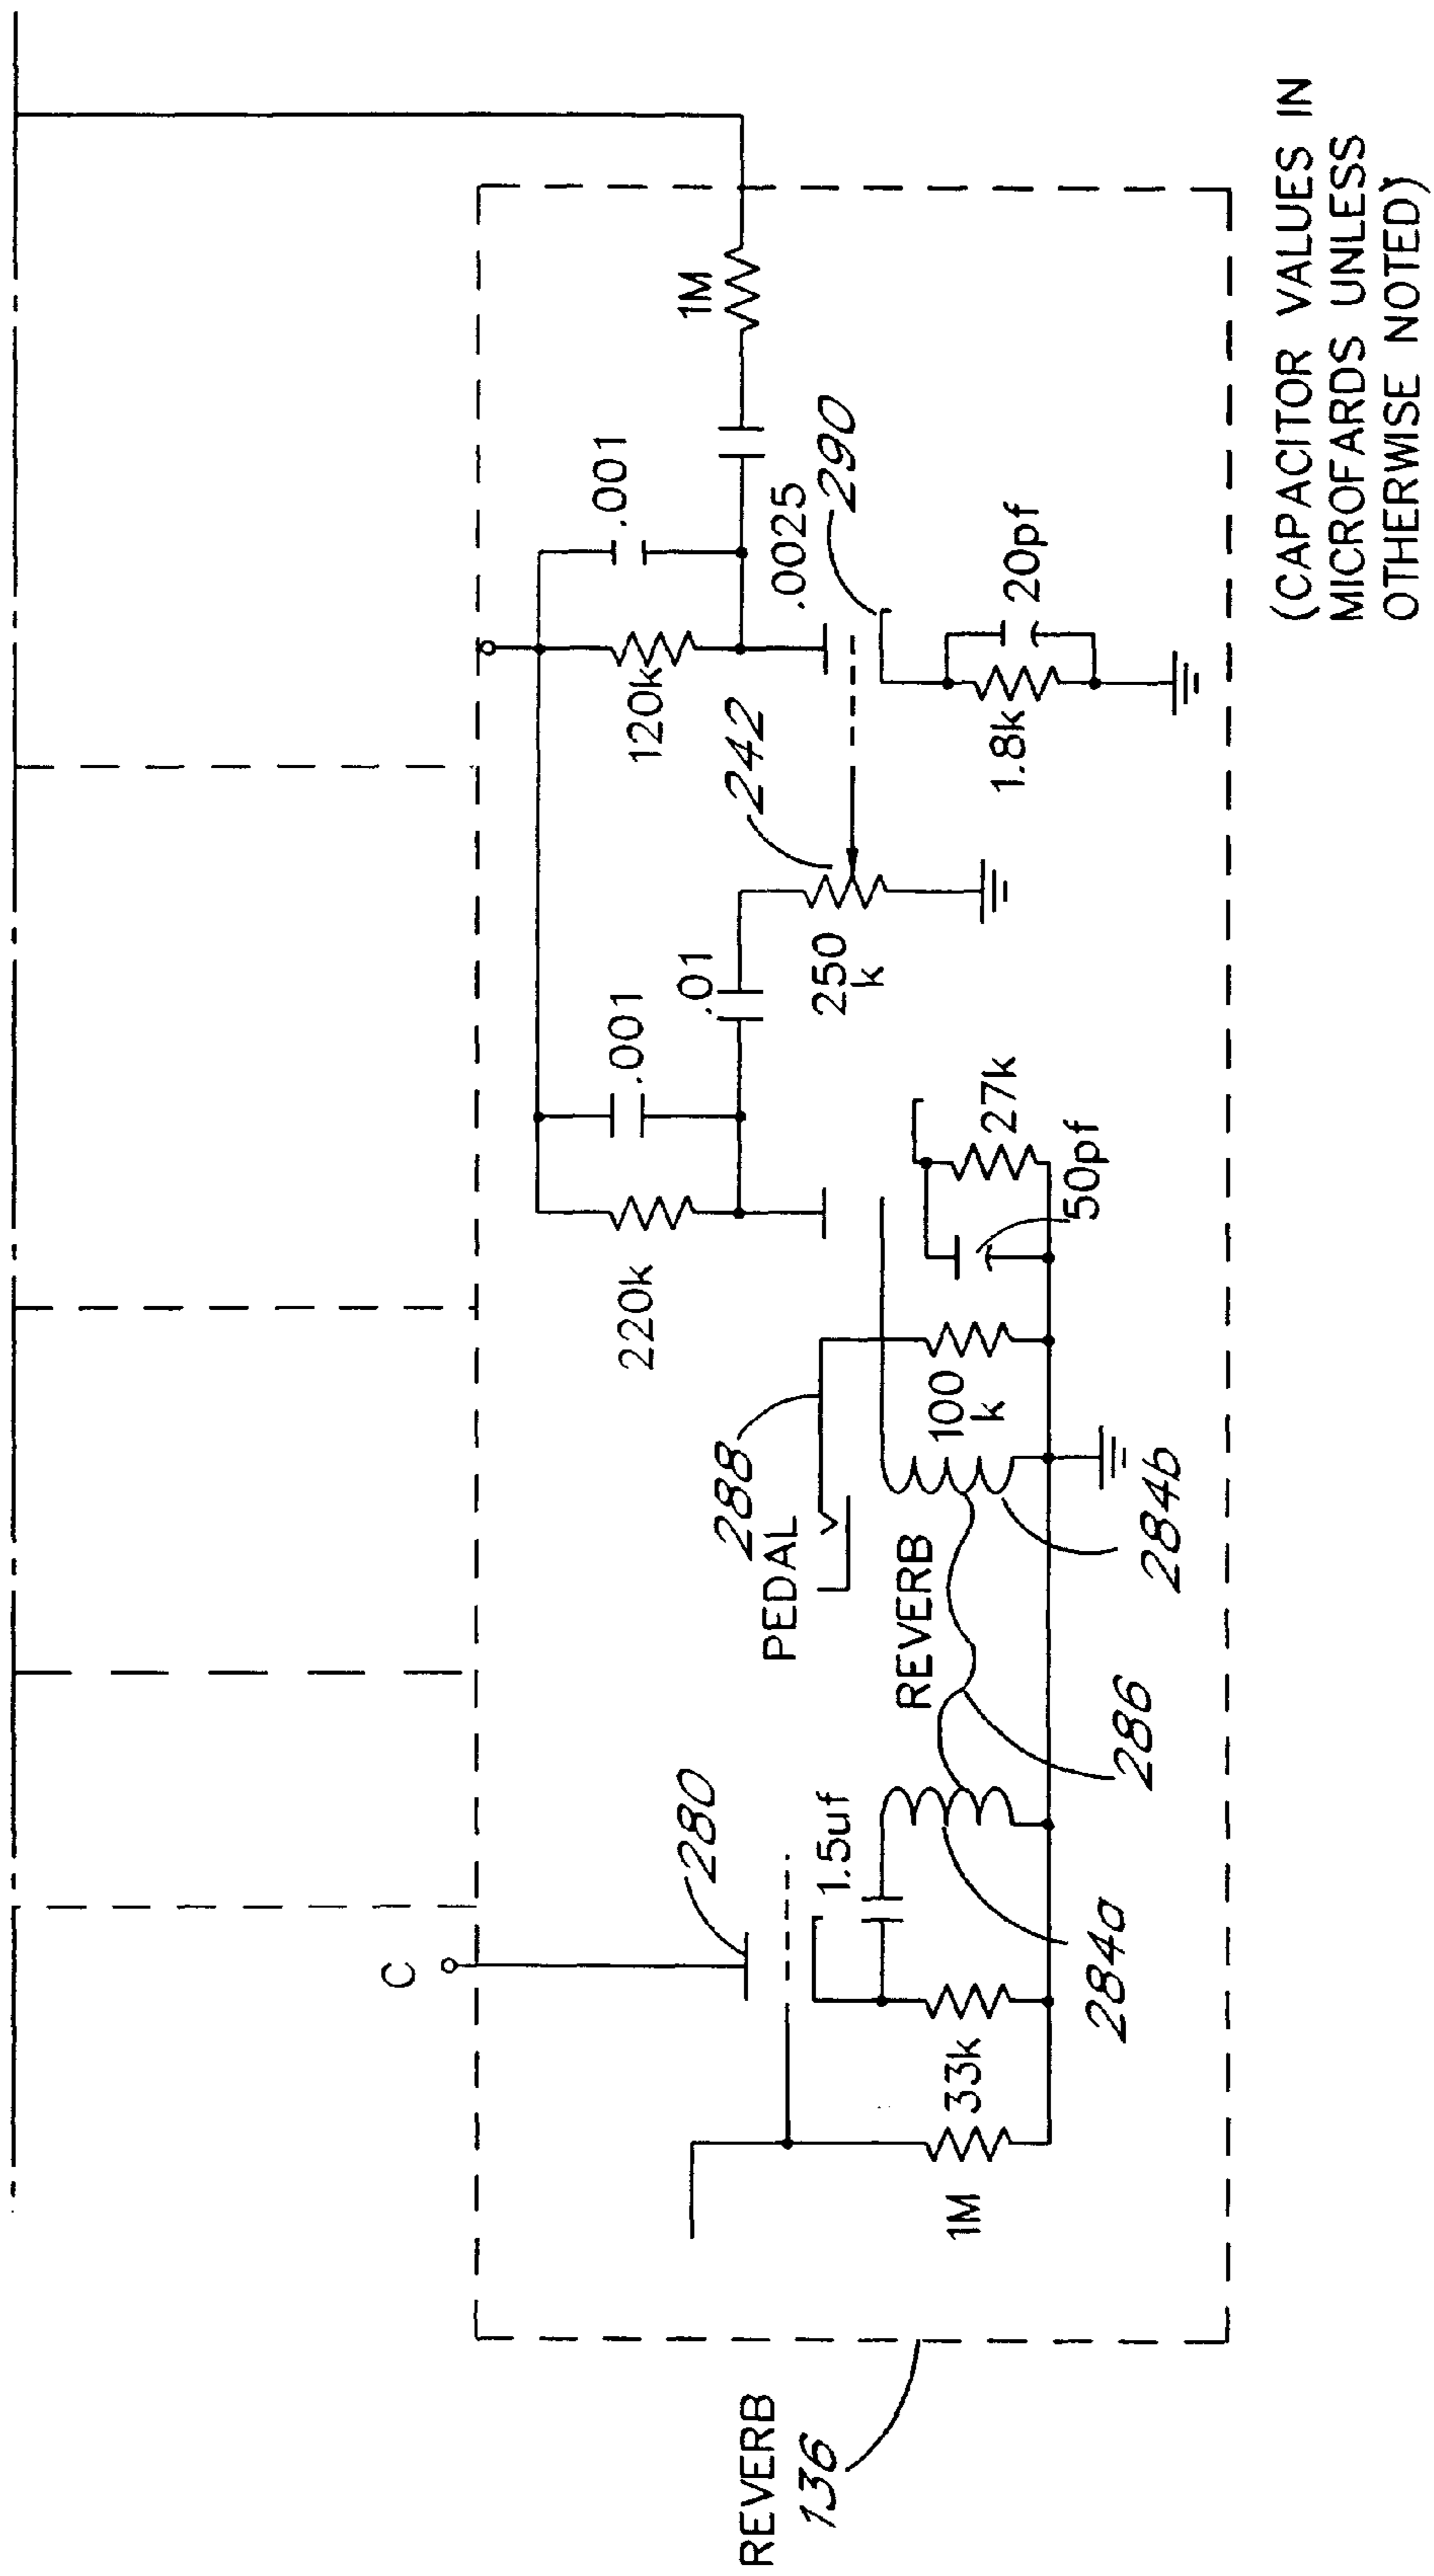 C
280
1M
33k
1.5uf
284a
286
REVERB
PEDAL
288
284b
100
k
50pf
27k
220k
.001
.01
250
k
242
120k
.001
.0025
290
1.8k
20pf
1M
REVERB
136
(CAPACITOR VALUES IN
MICROFARDS UNLESS
OTHERWISE NOTED)